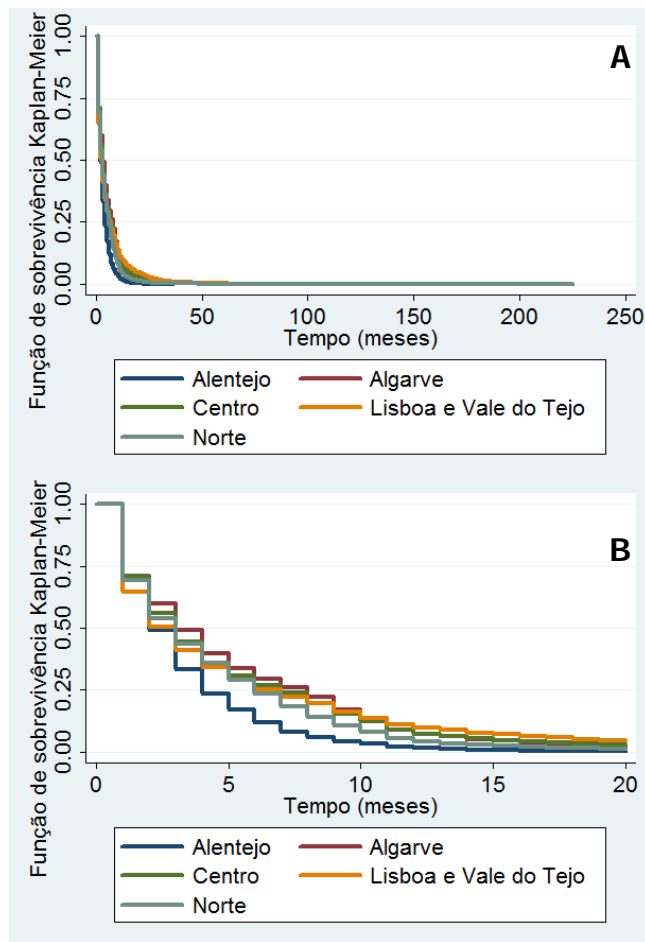 A
Função de sobrevivência Kaplan-Meier
1.00
0.75
0.50
0.25
0.00
0 50 100 150 200 250
Tempo (meses)
Alentejo Algarve
Centro Lisboa e Vale do Tejo
Norte
B
Função de sobrevivência Kaplan-Meier
1.00
0.75
0.50
0.25
0.00
0 5 10 15 20
Tempo (meses)
Alentejo Algarve
Centro Lisboa e Vale do Tejo
Norte